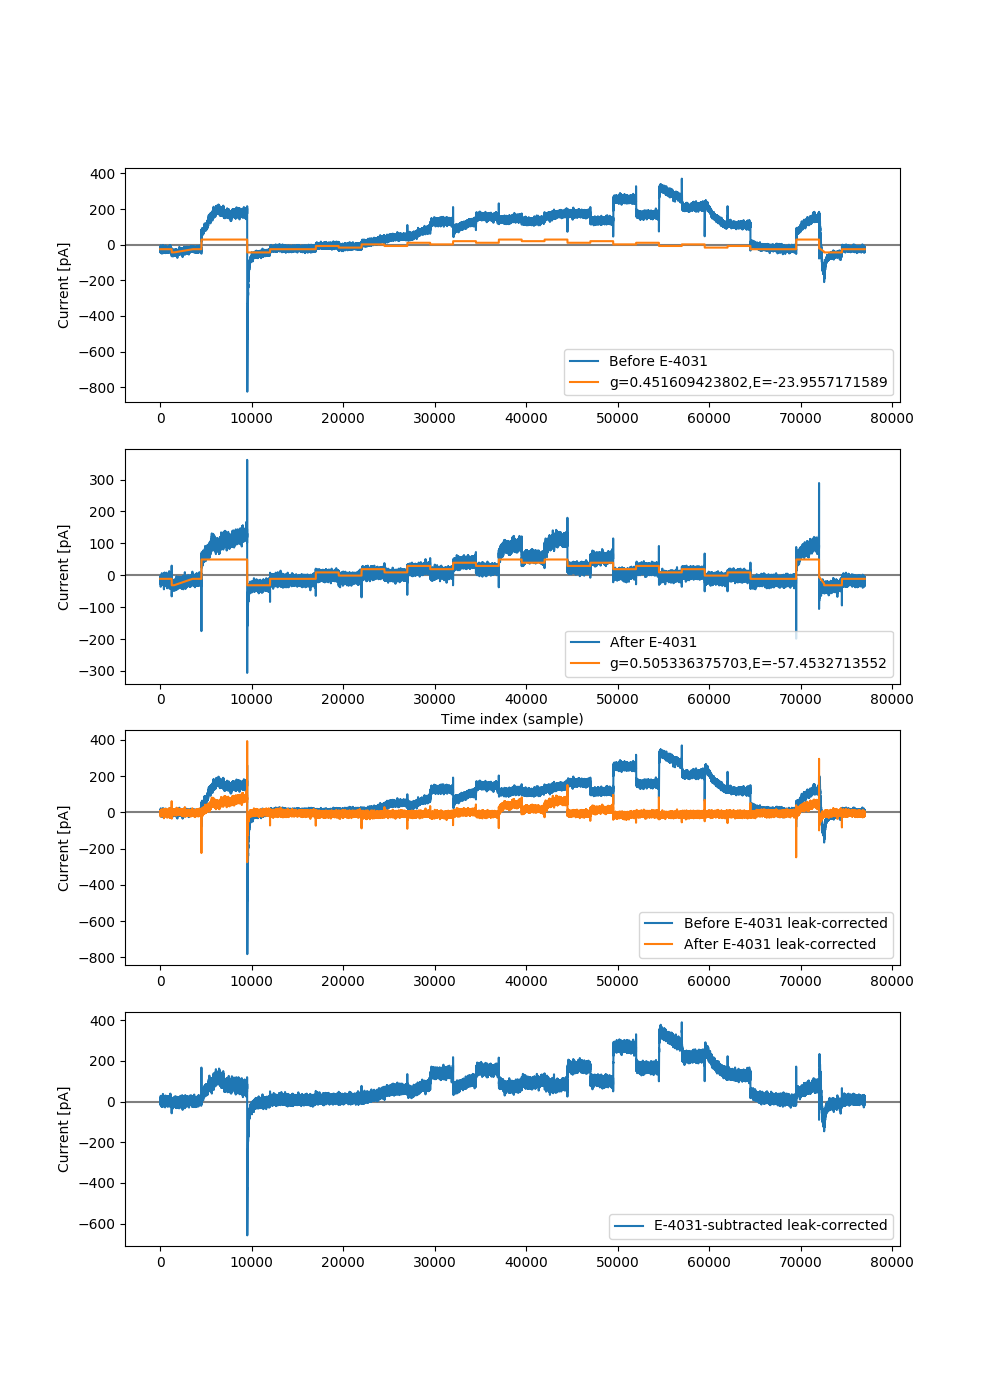 400
200
0
−200
−400
−600
−800
Current [pA]
Before E-4031
g=0.451609423802,E=-23.9557171589
0 10000 20000 30000 40000 50000 60000 70000 80000
300
200
100
0
−100
−200
−300
Current [pA]
After E-4031
g=0.505336375703,E=-57.4532713552
0 10000 20000 30000 40000 50000 60000 70000 80000
Time index (sample)
400
200
0
−200
−400
−600
−800
Current [pA]
Before E-4031 leak-corrected
After E-4031 leak-corrected
0 10000 20000 30000 40000 50000 60000 70000 80000
400
200
0
−200
−400
−600
Current [pA]
E-4031-subtracted leak-corrected
0 10000 20000 30000 40000 50000 60000 70000 80000